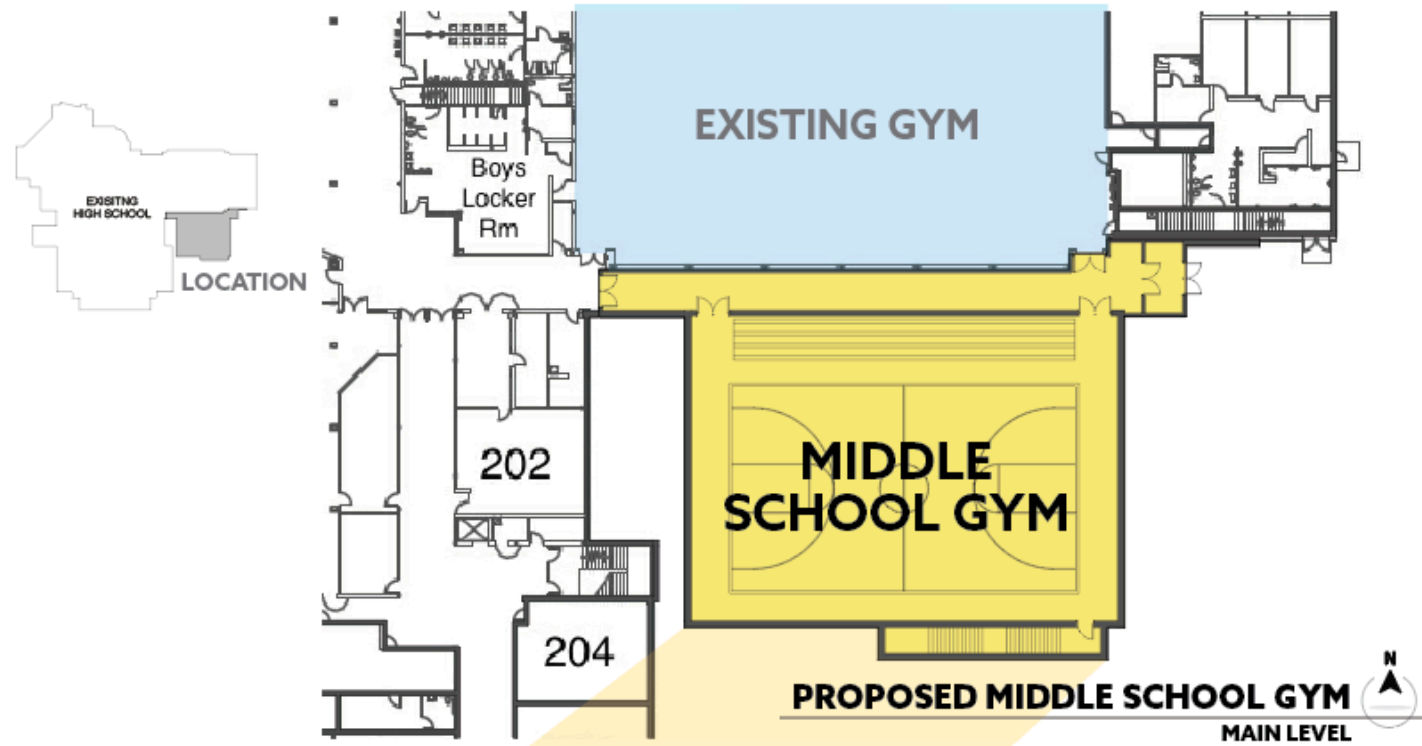 EXISTING GYM
Boys
Locker
Rm
EXISITNG
HIGH SCHOOL
LOCATION
202
MIDDLE
SCHOOL GYM
204
N
PROPOSED MIDDLE SCHOOL GYM
MAIN LEVEL